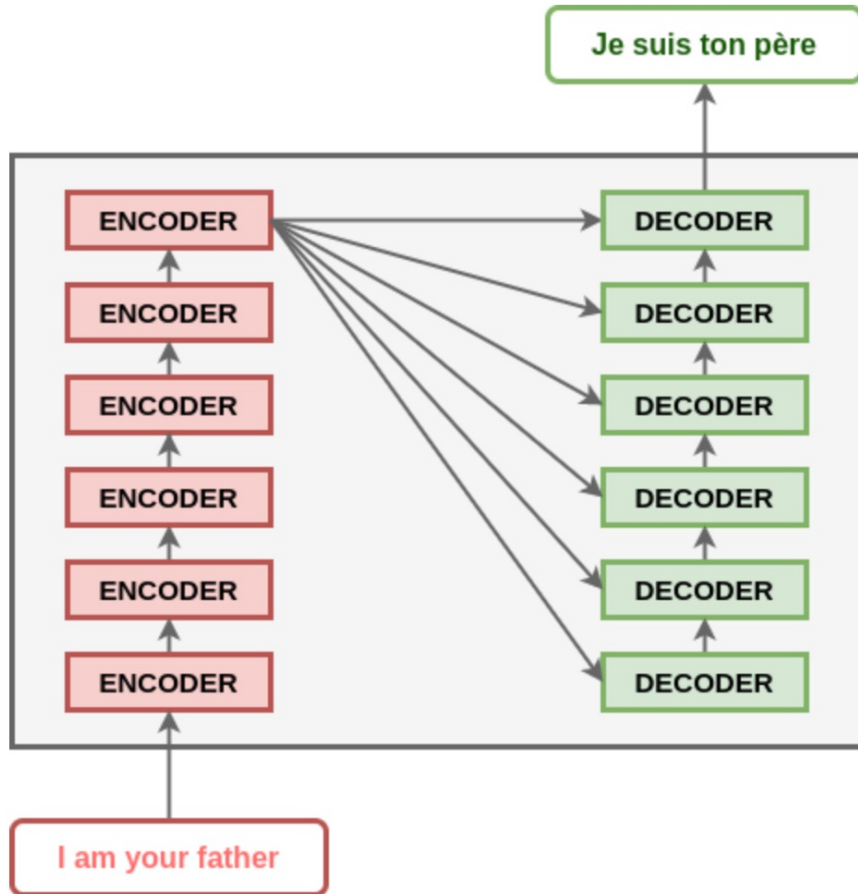 Je suis ton père
ENCODER
DECODER
ENCODER
DECODER
ENCODER
DECODER
ENCODER
DECODER
ENCODER
DECODER
ENCODER
DECODER
I am your father